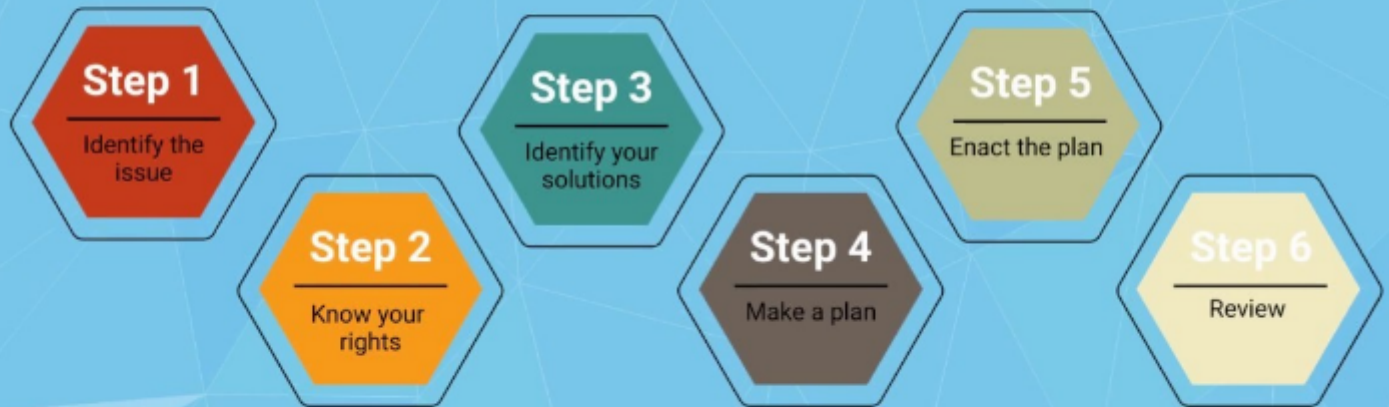 Step 1
Identify the
issue
Step 2
Know your
rights
Step 3
Identify your
solutions
Step 4
Make a plan
Step 5
Enact the plan
Step 6
Review